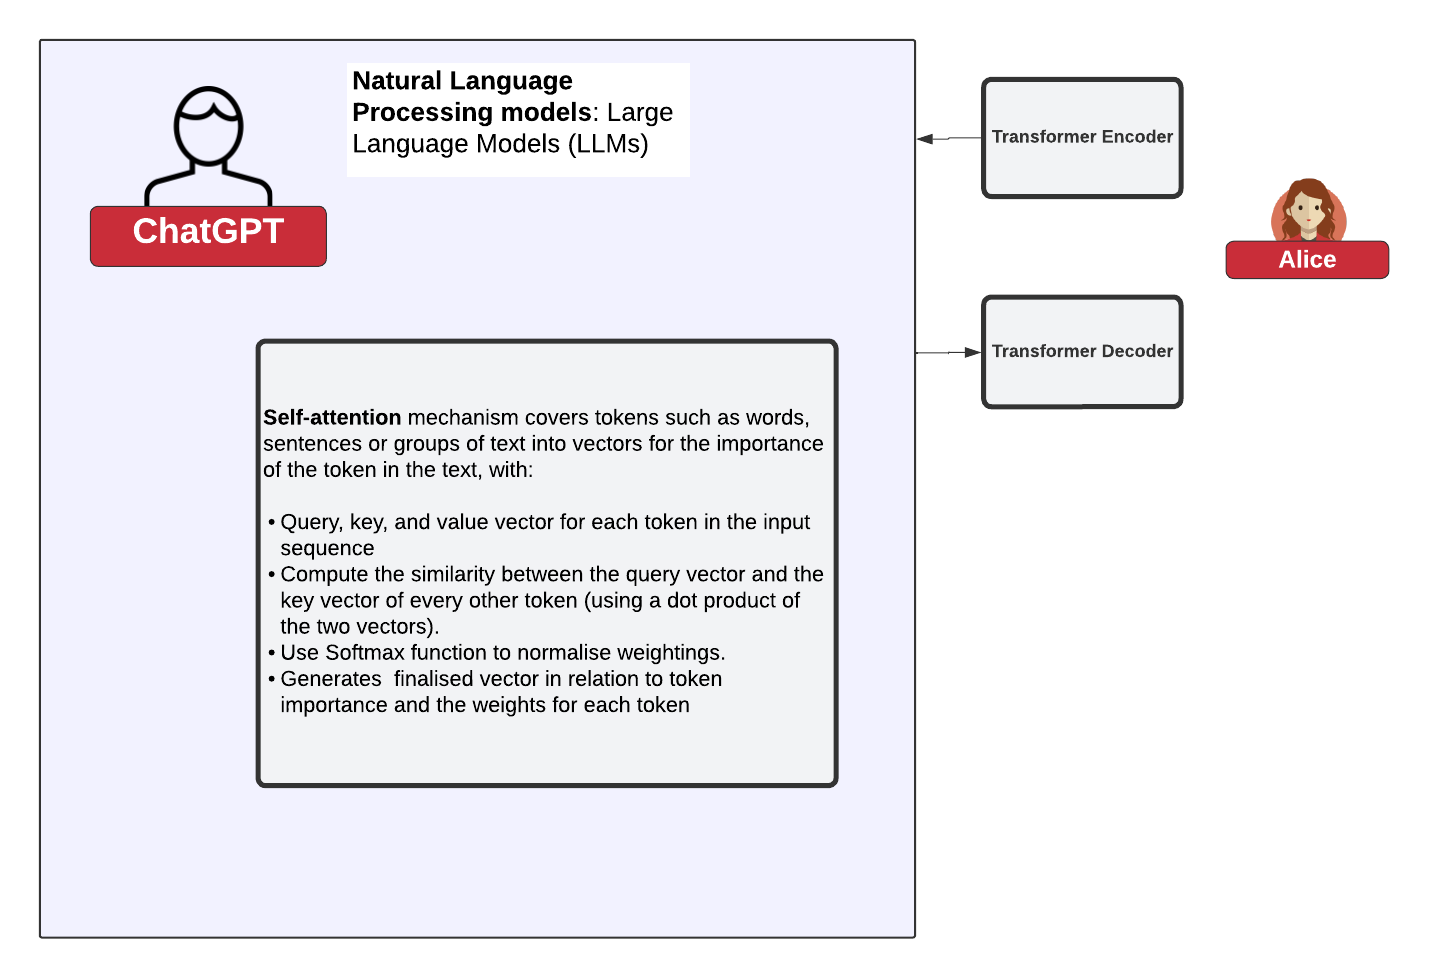 Natural Language
Processing models: Large
Language Models (LLMs)
ChatGPT
Transformer Encoder
Alice
Transformer Decoder
Self-attention mechanism covers tokens such as words,
sentences or groups of text into vectors for the importance
of the token in the text, with:
• Query, key, and value vector for each token in the input
sequence
• Compute the similarity between the query vector and the
key vector of every other token (using a dot product of
the two vectors).
• Use Softmax function to normalise weightings.
• Generates  finalised vector in relation to token
importance and the weights for each token